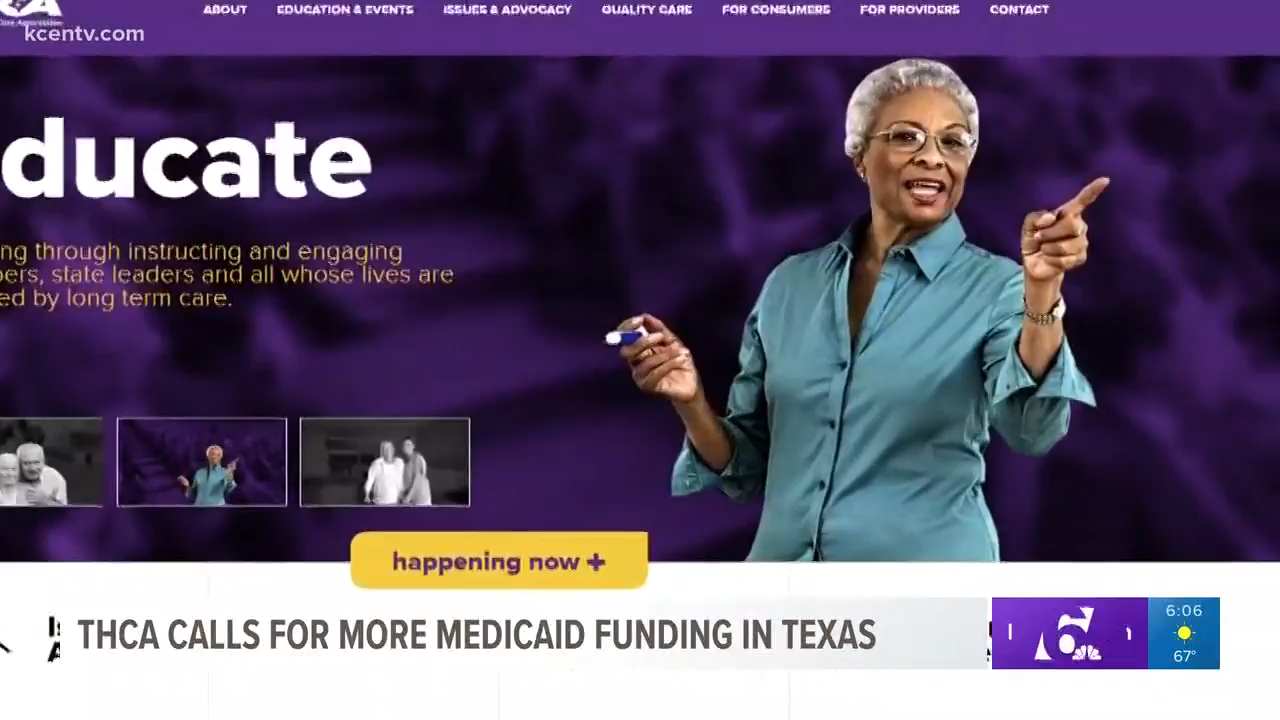 ABOUT EDUCATION & EVENTS ISSUES & ADVOCACY QUALITY CARE FOR CONSUMERS FOR PROVIDERS CONTACT
kcentv.com
ducate
ng through instructing and engaging
bers, state leaders and all whose lives are
ed by long term care.
happening now +
THCA CALLS FOR MORE MEDICAID FUNDING IN TEXAS
6
6:06
67°